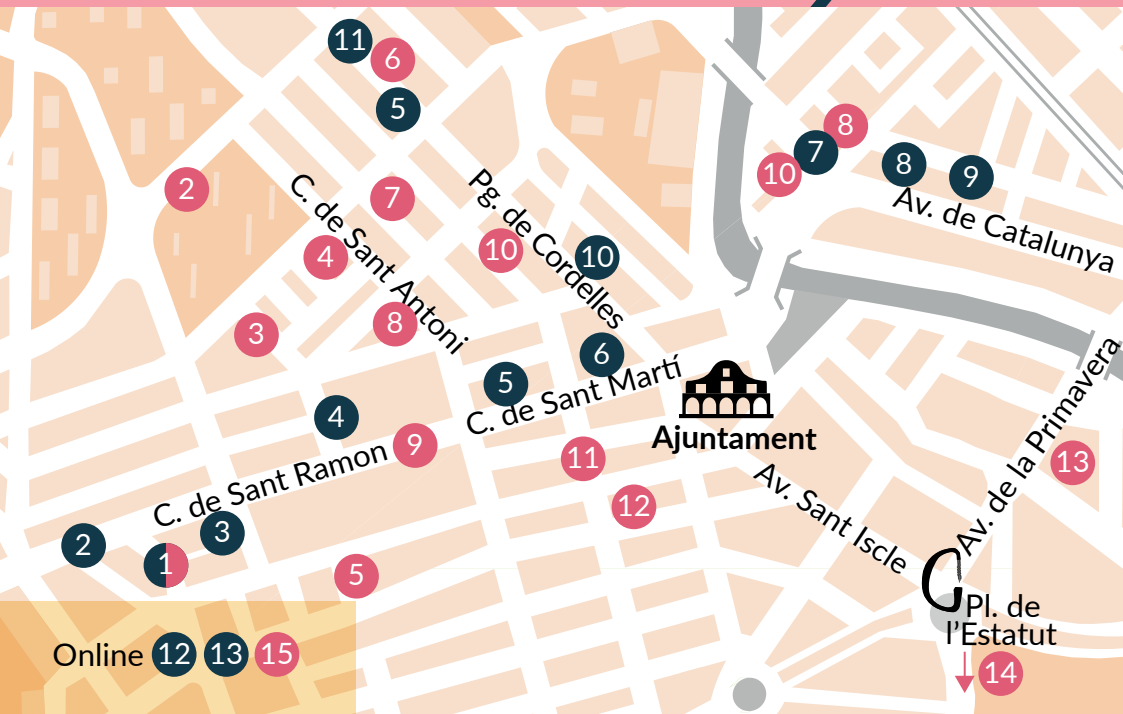 11
6
5
8
7
10
8
9
2
7
C. de Sant Antoni
Pg. de Cordelles
Av. de Catalunya
4
10
10
3
8
6
5
C. de Sant Martí
Ajuntament
4
9
C. de Sant Ramon
11
12
Av. Sant Iscle
Av. de la Primavera
13
2
1
3
5
G
Pl. de
l'Estatut
14
Online 12 13 15